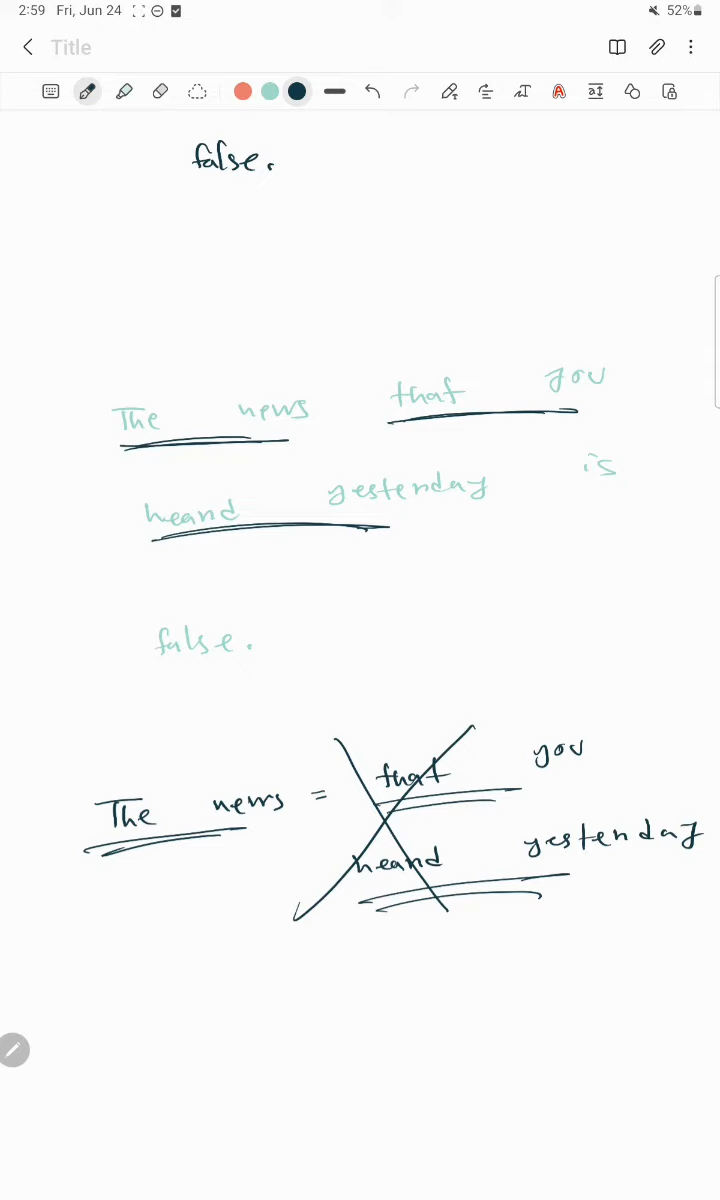 2:59 Fri, Jun 24 52%
Title
false.
The news that you
heard yesterday is
false.
The news = that you
heard yesterday